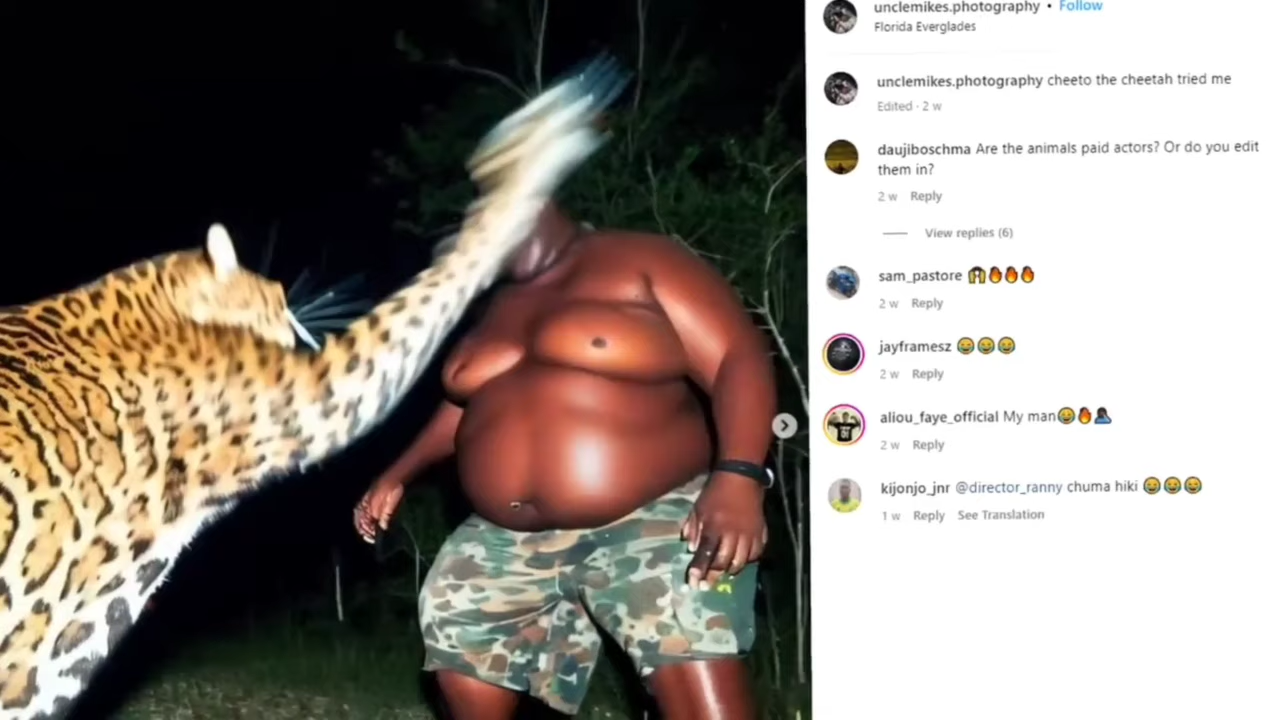 unclemikes.photography • Follow
Florida Everglades
unclemikes.photography cheeto the cheetah tried me
Edited · 2 w
daujiboschma Are the animals paid actors? Or do you edit
them in?
2 w Reply
View replies (6)
sam_pastore 🙌🔥🔥🔥
2 w Reply
jayframesz 😂😂😂
2 w Reply
aliou_faye_official My man😂🔥🤦🏿‍♂️
2 w Reply
kijonjo_jnr @director_ranny chuma hiki 😂😂😂
1 w Reply See Translation